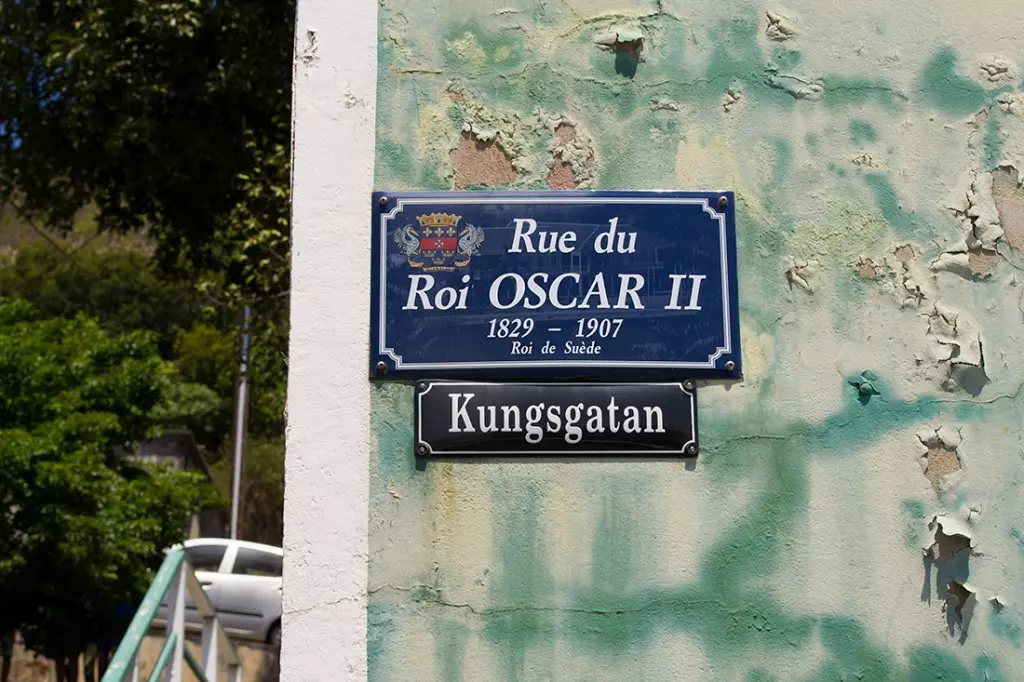 Rue du
Roi OSCAR II
1829 – 1907
Roi de Suède
Kungsgatan